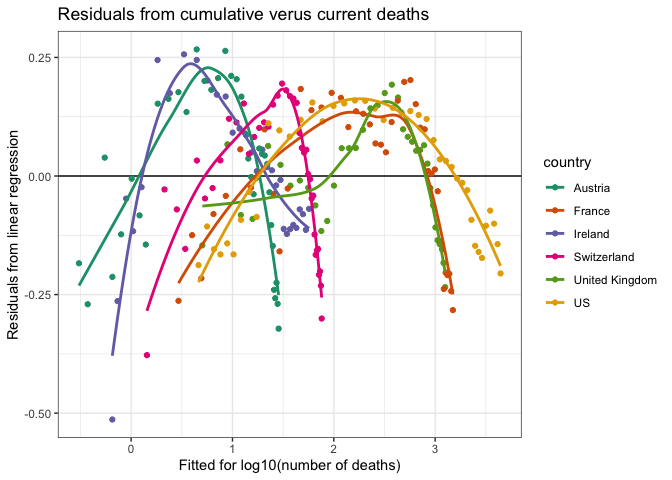 Residuals from cumulative verus current deaths
Residuals from linear regression
0.25
0.00
-0.25
-0.50
0
1
2
3
Fitted for log10(number of deaths)
country
Austria
France
Ireland
Switzerland
United Kingdom
US